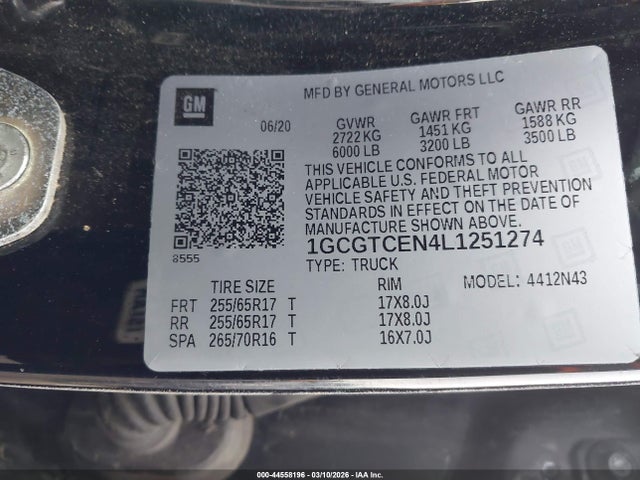 MFD BY GENERAL MOTORS LLC
GM
06/20
GVWR GAWR FRT GAWR RR
2722 KG 1451 KG 1588 KG
6000 LB 3200 LB 3500 LB
THIS VEHICLE CONFORMS TO ALL
APPLICABLE U.S. FEDERAL MOTOR
VEHICLE SAFETY AND THEFT PREVENTION
STANDARDS IN EFFECT ON THE DATE OF
MANUFACTURE SHOWN ABOVE.
8555
1GCGTCEN4L1251274
TYPE: TRUCK MODEL: 4412N43
TIRE SIZE RIM
FRT 255/65R17 T 17X8.0J
RR 255/65R17 T 17X8.0J
SPA 265/70R16 T 16X7.0J
000-44558196 - 03/10/2026 - IAA Inc.